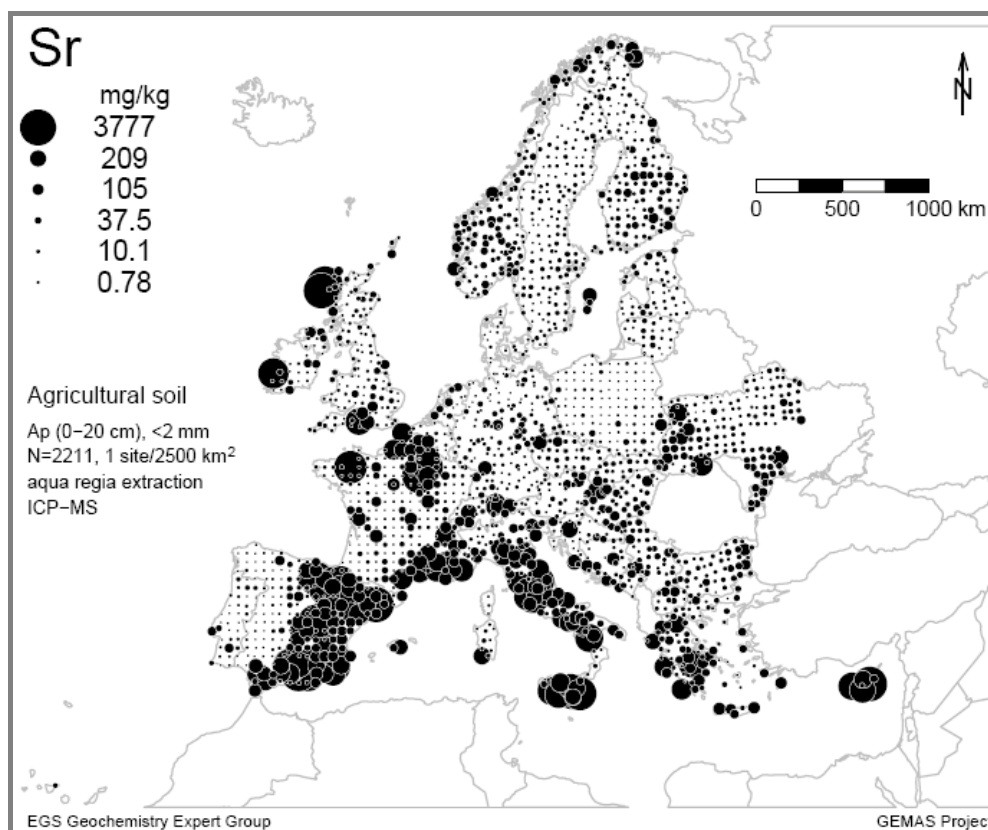 Sr
mg/kg
3777
209
105
37.5
10.1
0.78
N
0 500 1000 km
Agricultural soil
Ap (0−20 cm), <2 mm
N=2211, 1 site/2500 km²
aqua regia extraction
ICP−MS
EGS Geochemistry Expert Group
GEMAS Project